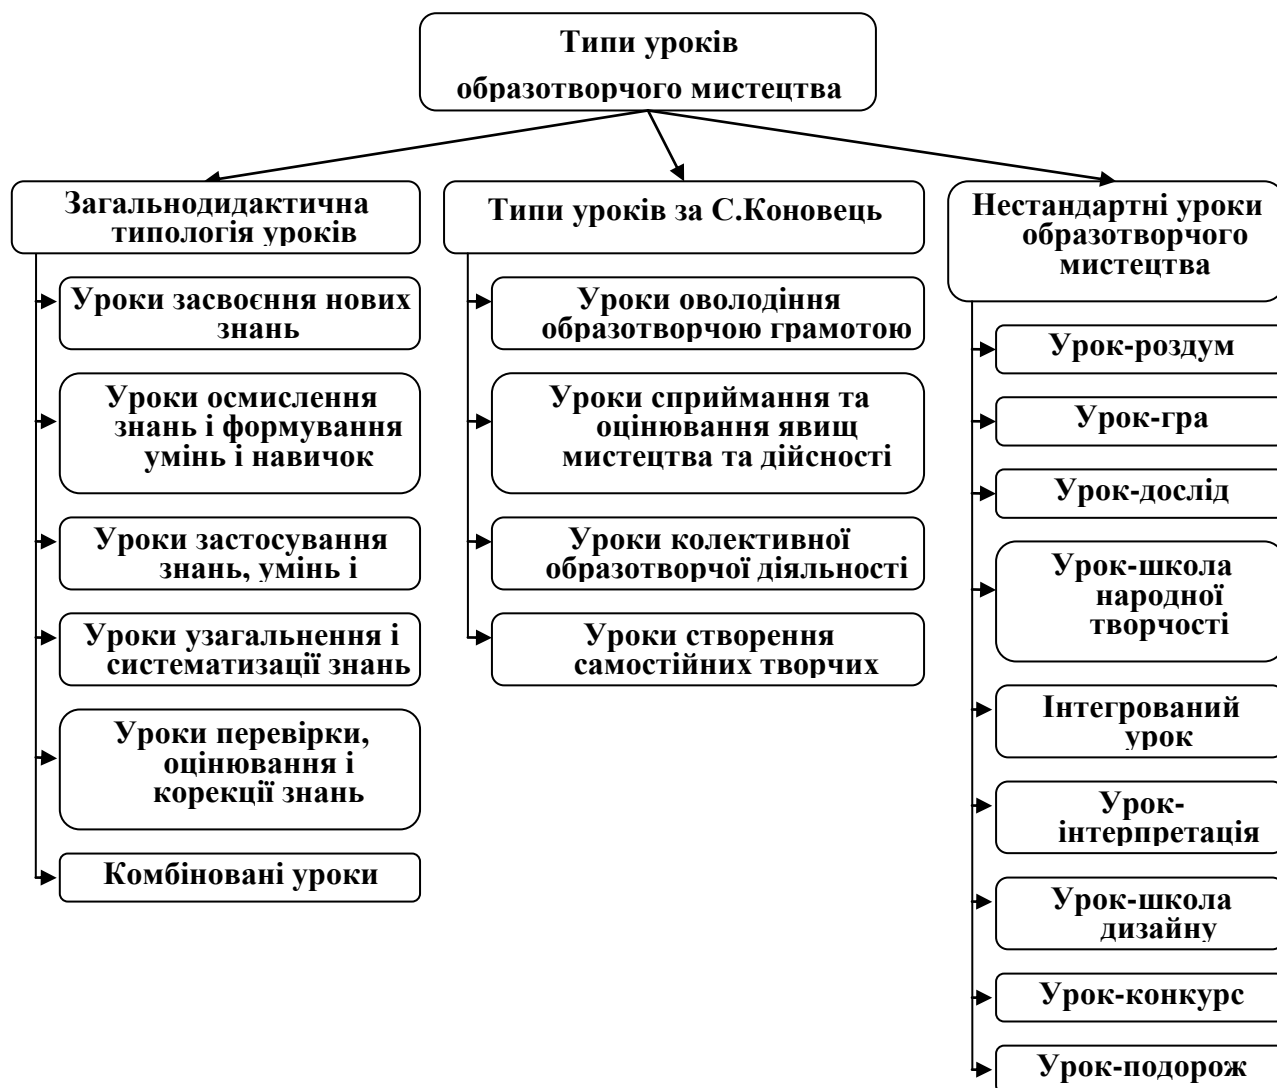 Типи уроків
образотворчого мистецтва
Загальнодидактична
типологія уроків
Уроки засвоєння нових
знань
Уроки осмислення
знань і формування
умінь і навичок
Уроки застосування
знань, умінь і
Уроки узагальнення і
систематизації знань
Уроки перевірки,
оцінювання і
корекції знань
Комбіновані уроки
Типи уроків за С.Коновець
Уроки оволодіння
образотворчою грамотою
Уроки сприймання та
оцінювання явищ
мистецтва та дійсності
Уроки колективної
образотворчої діяльності
Уроки створення
самостійних творчих
Нестандартні уроки
образотворчого
мистецтва
Урок-роздум
Урок-гра
Урок-дослід
Урок-школа
народної
творчості
Інтегрований
урок
Урок-
інтерпретація
Урок-школа
дизайну
Урок-конкурс
Урок-подорож